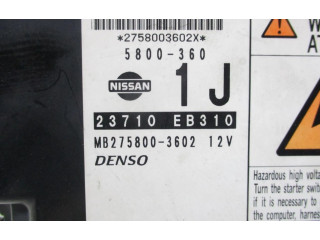 *2758003602X*
5800-360
NISSAN
1J
23710 EB310
MB275800-3602 12V
DENSO
W
AT
Hazardous high volta
Turn the starter swit
if it is necessary to
the computer, harnes